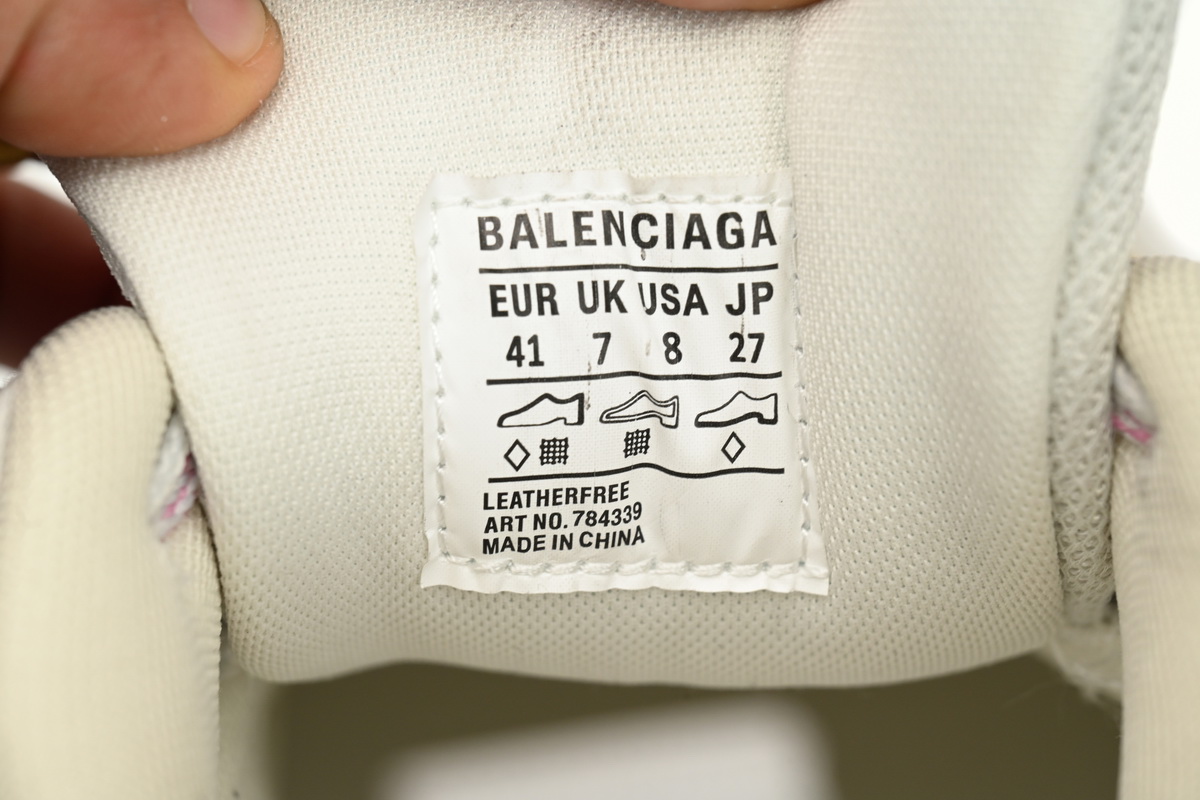 BALENCIAGA
EUR UK USA JP
41 7 8 27
LEATHERFREE
ART NO. 784339
MADE IN CHINA